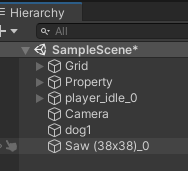 Hierarchy
All
SampleScene*
Grid
Property
player_idle_0
Camera
dog1
Saw (38x38)_0